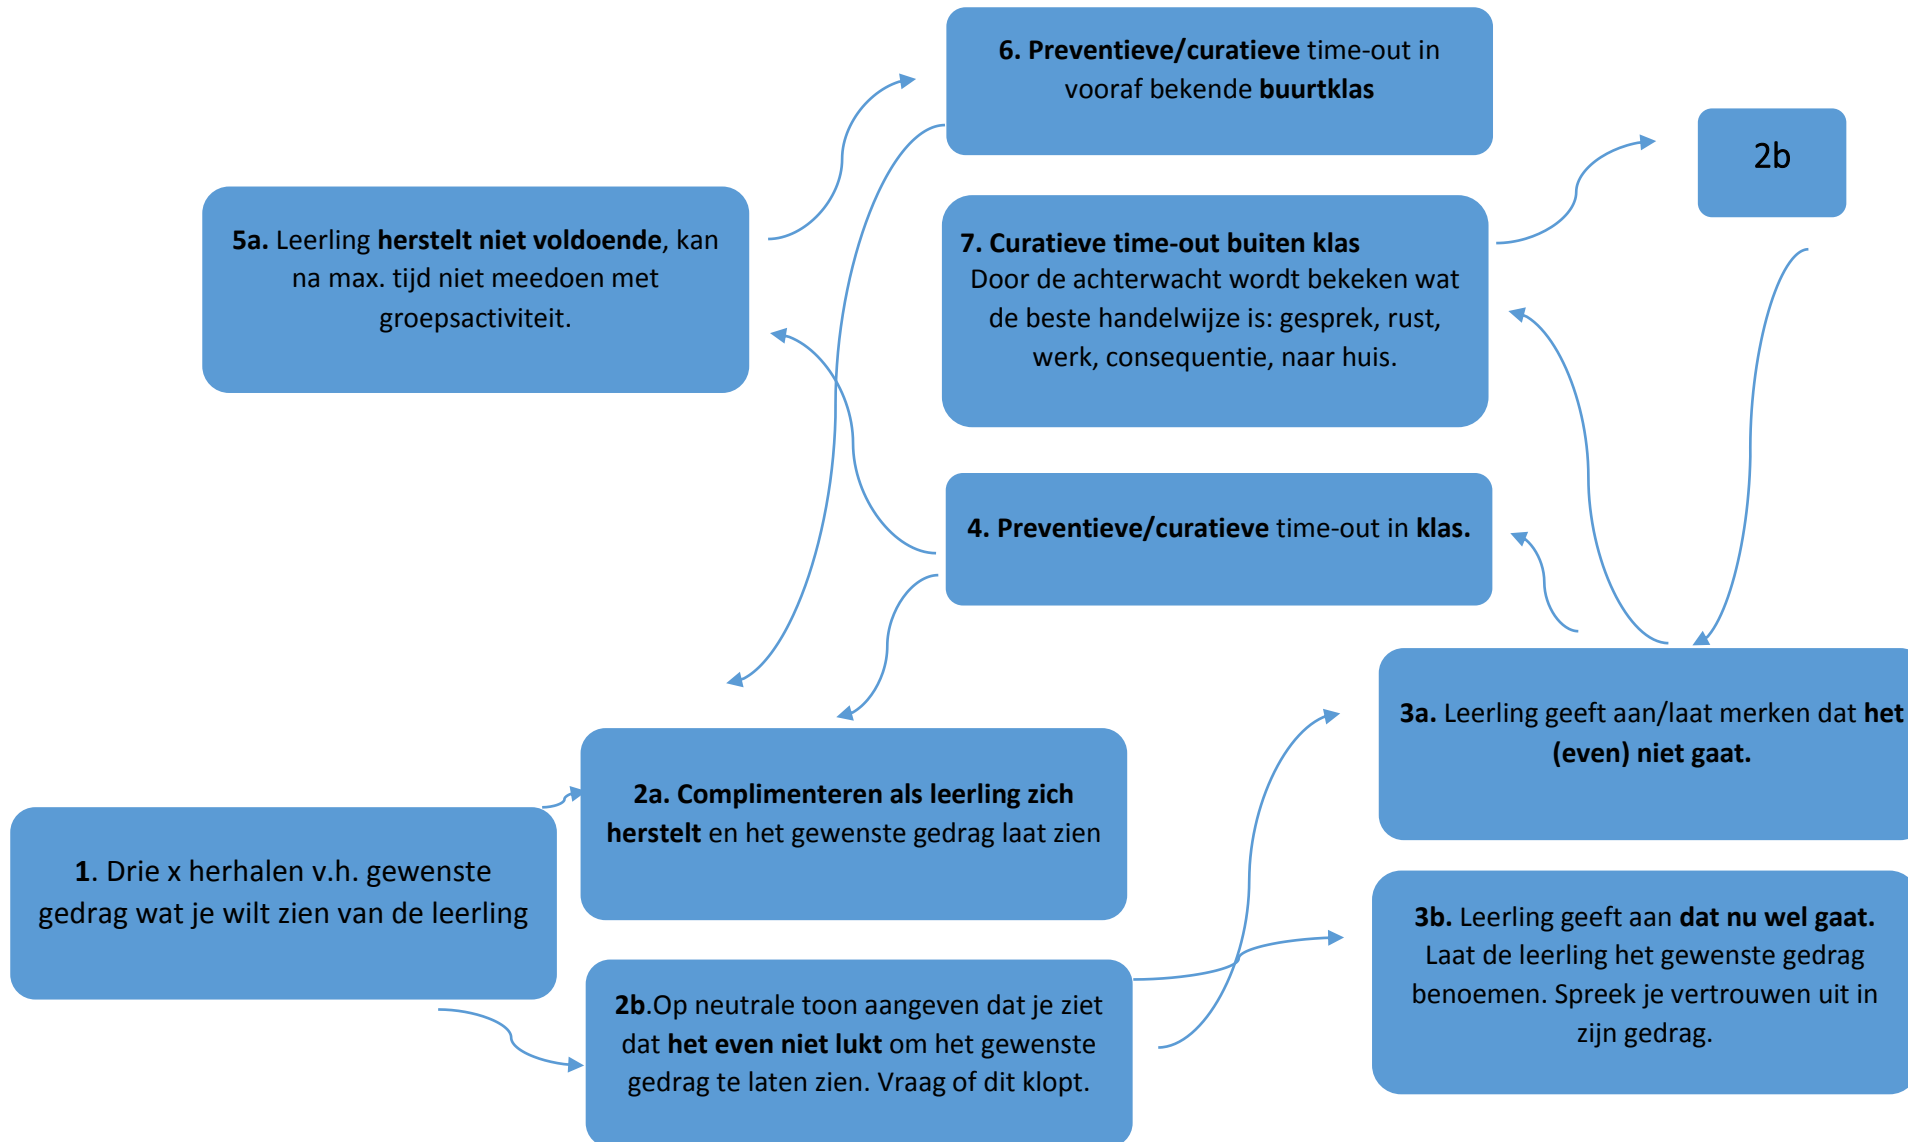 6. Preventieve/curatieve time-out in
vooraf bekende buurtklas
2b
5a. Leerling herstelt niet voldoende, kan
na max. tijd niet meedoen met
groepsactiviteit.
7. Curatieve time-out buiten klas
Door de achterwacht wordt bekeken wat
de beste handelwijze is: gesprek, rust,
werk, consequentie, naar huis.
4. Preventieve/curatieve time-out in klas.
3a. Leerling geeft aan/laat merken dat het
(even) niet gaat.
2a. Complimenteren als leerling zich
herstelt en het gewenste gedrag laat zien
1. Drie x herhalen v.h. gewenste
gedrag wat je wilt zien van de leerling
3b. Leerling geeft aan dat nu wel gaat.
Laat de leerling het gewenste gedrag
benoemen. Spreek je vertrouwen uit in
zijn gedrag.
2b.Op neutrale toon aangeven dat je ziet
dat het even niet lukt om het gewenste
gedrag te laten zien. Vraag of dit klopt.